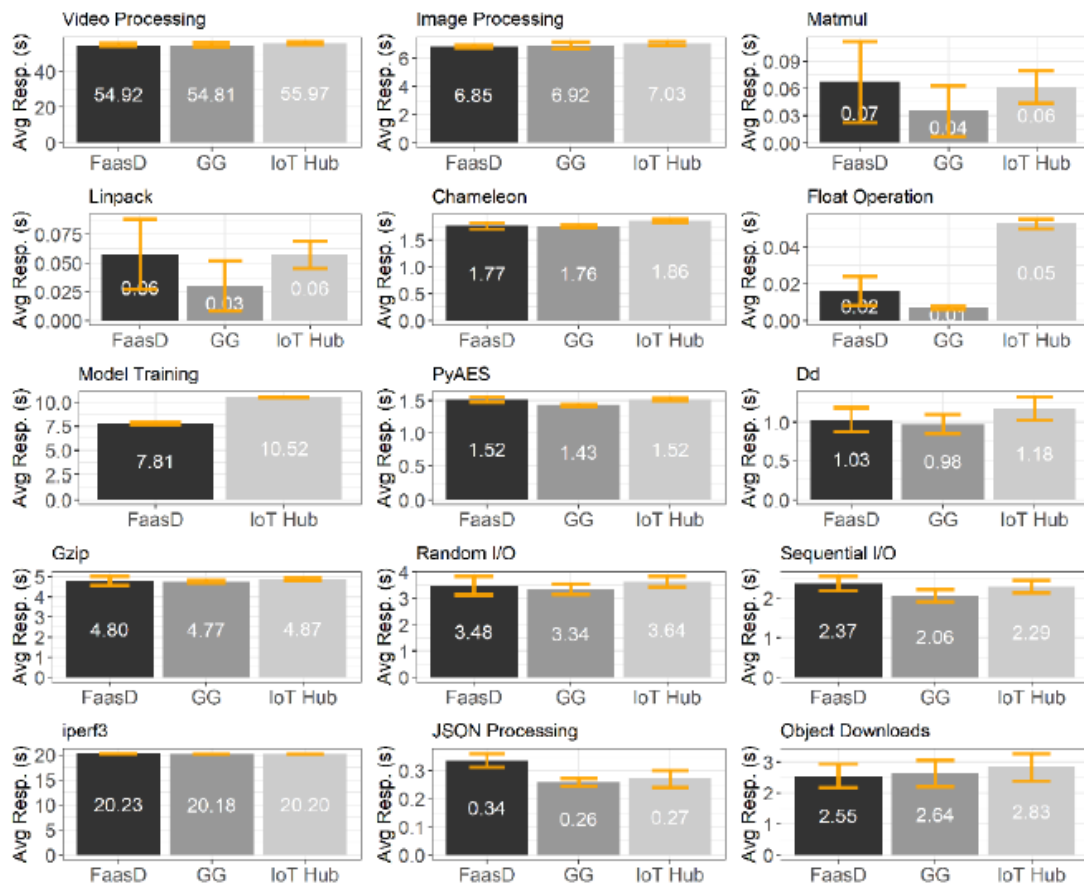 Video Processing
Avg Resp. (s)
40
20
0
54.92
54.81
55.97
FaasD
GG
IoT Hub
Image Processing
Avg Resp. (s)
6
4
2
0
6.85
6.92
7.03
FaasD
GG
IoT Hub
Matmul
Avg Resp. (s)
0.09
0.06
0.03
0.00
0.07
0.04
0.06
FaasD
GG
IoT Hub
Linpack
Avg Resp. (s)
0.075
0.050
0.025
0.000
0.06
0.03
0.06
FaasD
GG
IoT Hub
Chameleon
Avg Resp. (s)
1.5
1.0
0.5
0.0
1.77
1.76
1.86
FaasD
GG
IoT Hub
Float Operation
Avg Resp. (s)
0.04
0.02
0.00
0.02
0.01
0.05
FaasD
GG
IoT Hub
Model Training
Avg Resp. (s)
10.0
7.5
5.0
2.5
0.0
7.81
10.52
FaasD
IoT Hub
PyAES
Avg Resp. (s)
1.5
1.0
0.5
0.0
1.52
1.43
1.52
FaasD
GG
IoT Hub
Dd
Avg Resp. (s)
1.0
0.5
0.0
1.03
0.98
1.18
FaasD
GG
IoT Hub
Gzip
Avg Resp. (s)
5
4
3
2
1
0
4.80
4.77
4.87
FaasD
GG
IoT Hub
Random I/O
Avg Resp. (s)
4
3
2
1
0
3.48
3.34
3.64
FaasD
GG
IoT Hub
Sequential I/O
Avg Resp. (s)
2
1
0
2.37
2.06
2.29
FaasD
GG
IoT Hub
iperf3
Avg Resp. (s)
20
15
10
5
0
20.23
20.18
20.20
FaasD
GG
IoT Hub
JSON Processing
Avg Resp. (s)
0.3
0.2
0.1
0.0
0.34
0.26
0.27
FaasD
GG
IoT Hub
Object Downloads
Avg Resp. (s)
3
2
1
0
2.55
2.64
2.83
FaasD
GG
IoT Hub